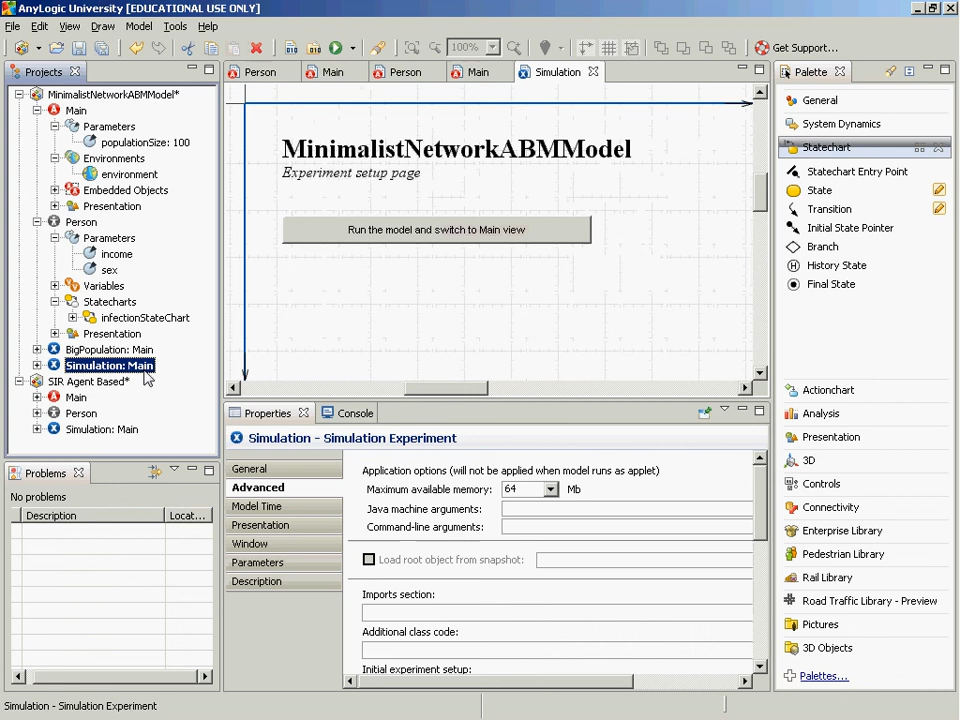 AnyLogic University [EDUCATIONAL USE ONLY]
File Edit View Draw Model Tools Help
100% Get Support...
Projects
MinimalistNetworkABMModel*
Main
Parameters
populationSize: 100
Environments
environment
Embedded Objects
Presentation
Person
Parameters
income
sex
Variables
Statecharts
infectionStateChart
Presentation
BigPopulation: Main
Simulation: Main
SIR Agent Based*
Main
Person
Simulation: Main
Problems
No problems
Description Locat...
Person Main Person Main Simulation
MinimalistNetworkABMModel
Experiment setup page
Run the model and switch to Main view
Properties Console
Simulation - Simulation Experiment
General
Advanced
Model Time
Presentation
Window
Parameters
Description
Application options (will not be applied when model runs as applet)
Maximum available memory: 64 Mb
Java machine arguments:
Command-line arguments:
Load root object from snapshot:
Imports section:
Additional class code:
Initial experiment setup:
Palette
General
System Dynamics
Statechart
Statechart Entry Point
State
Transition
Initial State Pointer
Branch
History State
Final State
Actionchart
Analysis
Presentation
3D
Controls
Connectivity
Enterprise Library
Pedestrian Library
Rail Library
Road Traffic Library - Preview
Pictures
3D Objects
Palettes...
Simulation - Simulation Experiment